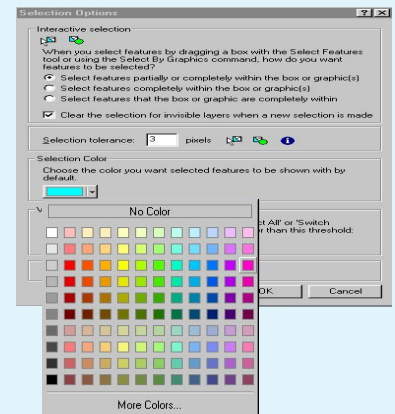 Selection Options
Interactive selection
When you select features by dragging a box with the Select Features
tool or using the Select By Graphics command, how do you want
features to be selected?
Select features partially or completely within the box or graphic(s)
Select features completely within the box or graphic(s)
Select features that the box or graphic are completely within
Clear the selection for invisible layers when a new selection is made
Selection tolerance: 3 pixels
Selection Color
Choose the color you want selected features to be shown with by
default.
No Color
ct All' or 'Switch
r than this threshold:
OK Cancel
More Colors...